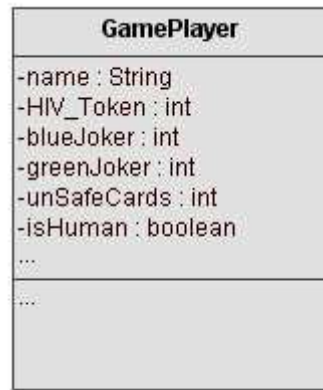 GamePlayer
-name : String
-HIV_Token : int
-blueJoker : int
-greenJoker : int
-unSafeCards : int
-isHuman : boolean
...
...